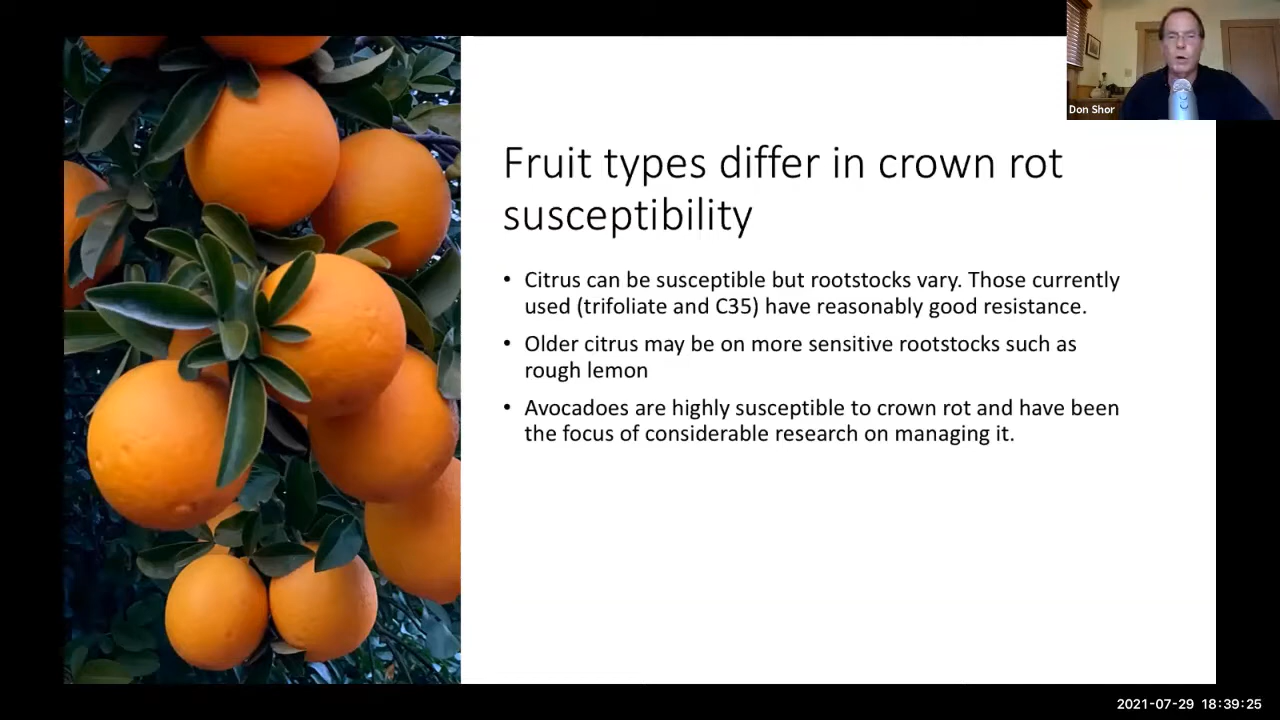 Don Shor
Fruit types differ in crown rot
susceptibility
• Citrus can be susceptible but rootstocks vary. Those currently
used (trifoliate and C35) have reasonably good resistance.
• Older citrus may be on more sensitive rootstocks such as
rough lemon
• Avocadoes are highly susceptible to crown rot and have been
the focus of considerable research on managing it.
2021-07-29 18:39:25